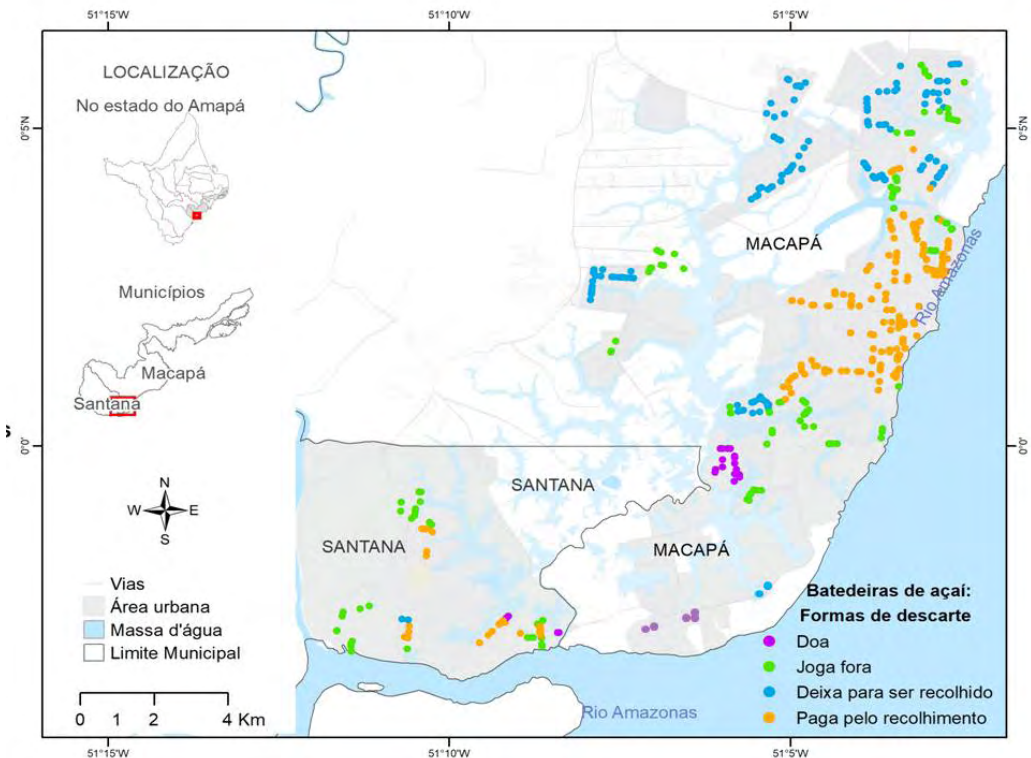 51°15'W
51°10'W
51°5'W
LOCALIZAÇÃO
No estado do Amapá
0°5'N
0°5'N
Municípios
Macapá
Santana
MACAPÁ
Rio Amazonas
0°0'
0°0'
N
W
E
S
SANTANA
SANTANA
MACAPÁ
Vias
Área urbana
Massa d'água
Limite Municipal
0 1 2 4 Km
Batedeiras de açaí:
Formas de descarte
Doa
Joga fora
Deixa para ser recolhido
Paga pelo recolhimento
Rio Amazonas
51°15'W
51°10'W
51°5'W